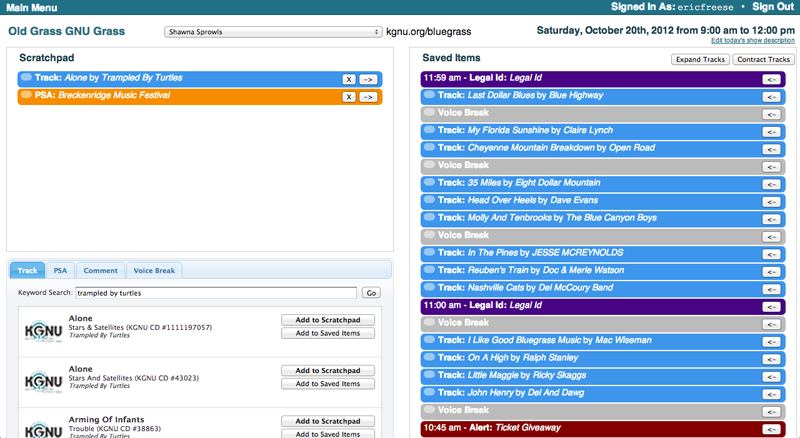 Main Menu
Signed In As: ericfreese • Sign Out
Old Grass GNU Grass
Shawna Sprowls
kgnu.org/bluegrass
Saturday, October 20th, 2012 from 9:00 am to 12:00 pm
Edit today's show description
Scratchpad
Track: Alone by Trampled By Turtles
X
->
PSA: Breckenridge Music Festival
X
->
Track
PSA
Comment
Voice Break
Keyword Search:
trampled by turtles
Go
KGNU
Alone
Stars & Satellites (KGNU CD #1111197057)
Trampled By Turtles
Add to Scratchpad
Add to Saved Items
KGNU
Alone
Stars And Satellites (KGNU CD #43023)
Trampled By Turtles
Add to Scratchpad
Add to Saved Items
KGNU
Arming Of Infants
Trouble (KGNU CD #38863)
Trampled By Turtles
Add to Scratchpad
Add to Saved Items
Saved Items
Expand Tracks
Contract Tracks
11:59 am - Legal Id: Legal Id
<-
Track: Last Dollar Blues by Blue Highway
<-
Voice Break
<-
Track: My Florida Sunshine by Claire Lynch
<-
Track: Cheyenne Mountain Breakdown by Open Road
<-
Voice Break
<-
Track: 35 Miles by Eight Dollar Mountain
<-
Track: Head Over Heels by Dave Evans
<-
Track: Molly And Tenbrooks by The Blue Canyon Boys
<-
Voice Break
<-
Track: In The Pines by JESSE MCREYNOLDS
<-
Track: Reuben's Train by Doc & Merle Watson
<-
Track: Nashville Cats by Del McCoury Band
<-
11:00 am - Legal Id: Legal Id
<-
Voice Break
<-
Track: I Like Good Bluegrass Music by Mac Wiseman
<-
Track: On A High by Ralph Stanley
<-
Track: Little Maggie by Ricky Skaggs
<-
Track: John Henry by Del And Dawg
<-
Voice Break
<-
10:45 am - Alert: Ticket Giveaway
<-